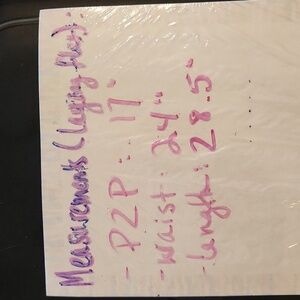 Measurements (laying flat):
- P2P: 17"
- waist: 24"
- length: 28.5"